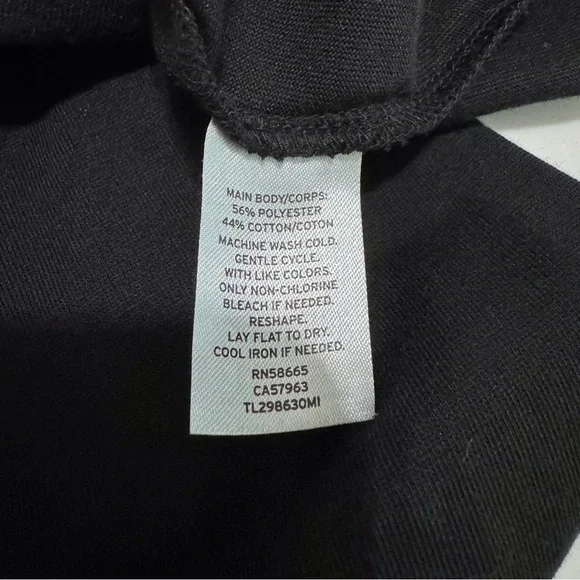 MAIN BODY/CORPS:
56% POLYESTER
44% COTTON/COTON
MACHINE WASH COLD.
GENTLE CYCLE.
WITH LIKE COLORS.
ONLY NON-CHLORINE
BLEACH IF NEEDED.
RESHAPE.
LAY FLAT TO DRY.
COOL IRON IF NEEDED.
RN58665
CA57963
TL298630MI